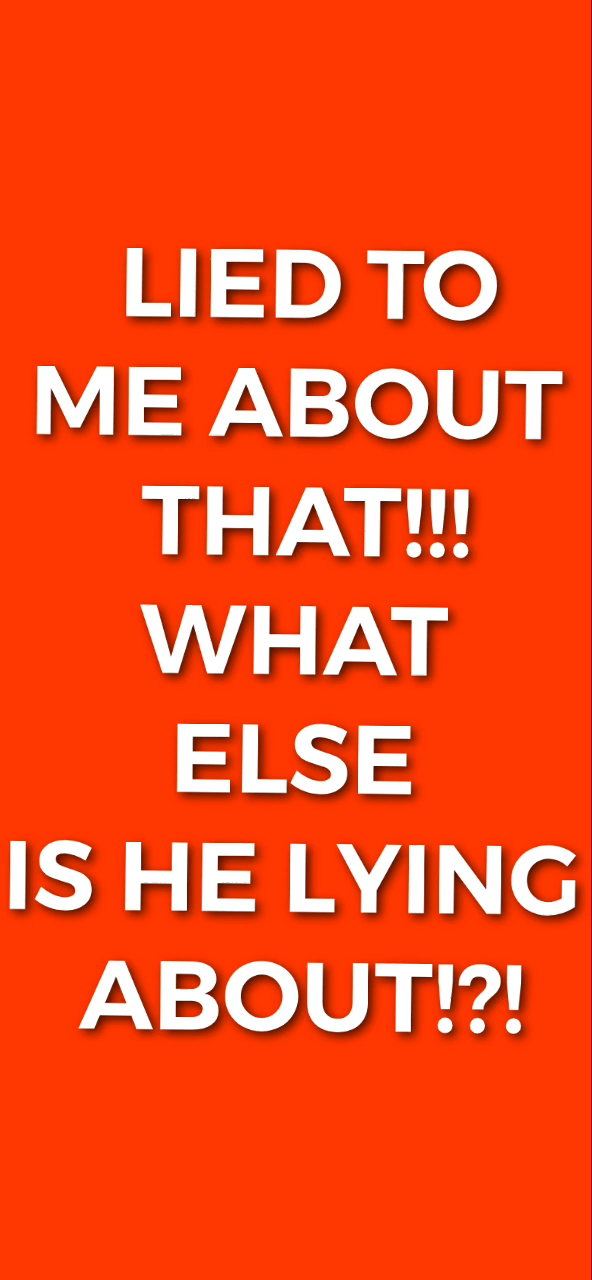 LIED TO
ME ABOUT
THAT!!!
WHAT
ELSE
IS HE LYING
ABOUT!?!